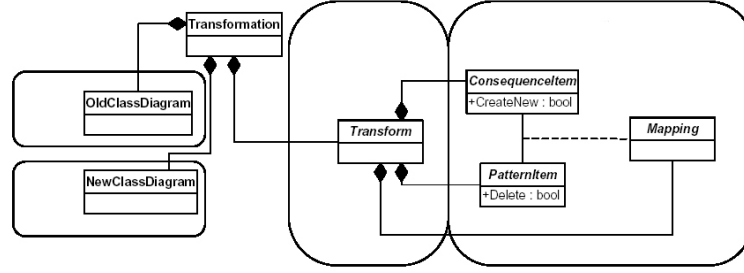 Transformation
OldClassDiagram
NewClassDiagram
Transform
ConsequenceItem
+CreateNew : bool
Mapping
PatternItem
+Delete : bool